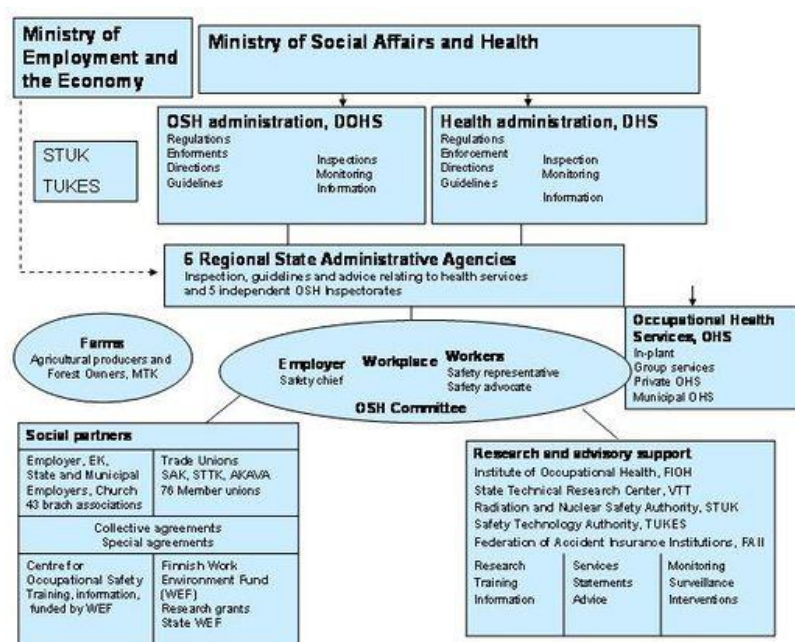 Ministry of
Employment and
the Economy
Ministry of Social Affairs and Health
STUK
TUKES
OSH administration, DOHS
Regulations
Enforments
Directions
Guidelines
Inspections
Monitoring
Information
Health administration, DHS
Regulations
Enforcement
Directions
Guidelines
Inspection
Monitoring
Information
6 Regional State Administrative Agencies
Inspection, guidelines and advice relating to health services
and 5 independent OSH Inspectorates
Occupational Health
Services, OHS
In-plant
Group services
Private OHS
Municipal OHS
Farms
Agricultural producers and
Forest Owners, MTK
Employer
Safety chief
Workplace
Workers
Safety representative
Safety advocate
OSH Committee
Social partners
Employer, EK,
State and Municipal
Employers, Church
43 brach associations
Trade Unions
SAK, STTK, AKAVA
76 Member unions
Collective agreements
Special agreements
Centre for
Occupational Safety
Training, information,
funded by WEF
Finnish Work
Environment Fund
(WEF)
Research grants
State WEF
Research and advisory support
Institute of Occupational Health, FIOH
State Technical Research Center, VTT
Radiation and Nuclear Safety Authority, STUK
Safety Technology Authority, TUKES
Federation of Accident Insurance Institutions, FAII
Research
Training
Information
Services
Statements
Advice
Monitoring
Surveillance
Interventions